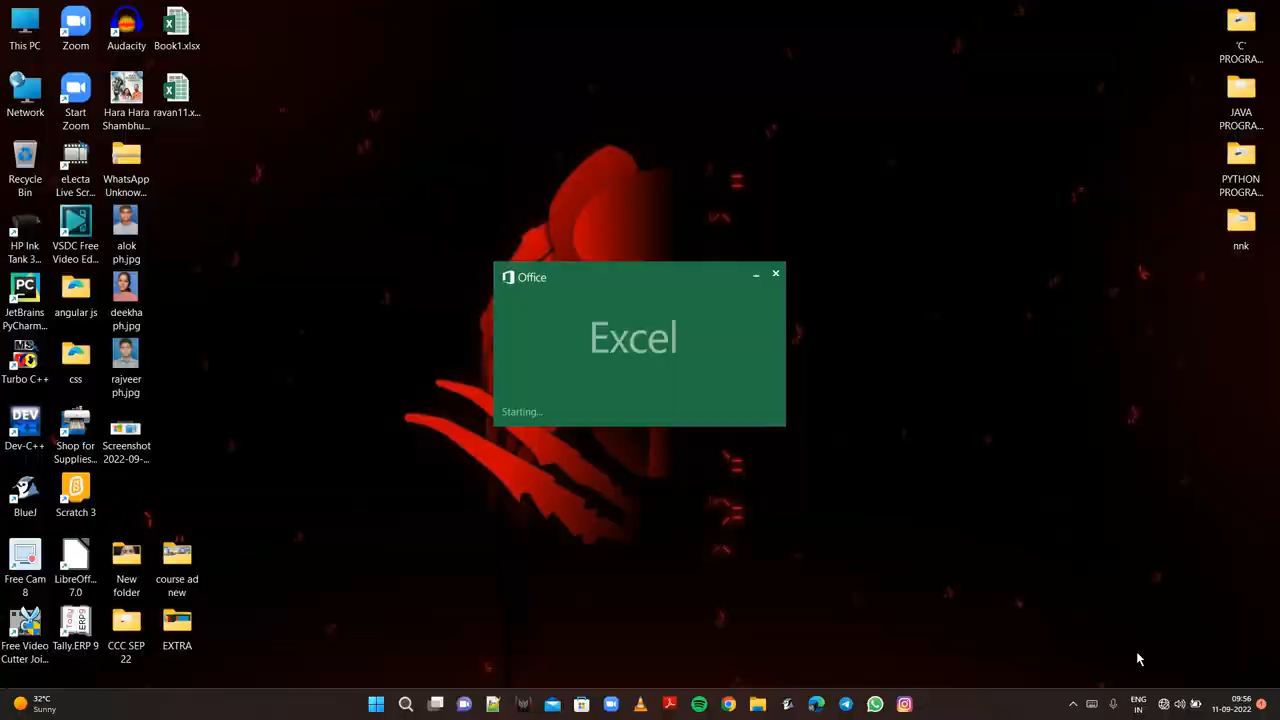 This PC
Zoom
Audacity
Book1.xlsx
Network
Start
Zoom
Hara Hara
Shambhu...
ravan11.x...
Recycle
Bin
eLecta
Live Scr...
WhatsApp
Unknow...
HP Ink
Tank 3...
VSDC Free
Video Ed...
alok
ph.jpg
PC
JetBrains
PyCharm...
angular js
deekha
ph.jpg
Turbo C++
css
rajveer
ph.jpg
DEV
Dev-C++
Shop for
Supplies...
Screenshot
2022-09-...
BlueJ
Scratch 3
Free Cam
8
LibreOff...
7.0
New
folder
course ad
new
Free Video
Cutter Joi...
Tally.ERP 9
CCC SEP
22
EXTRA
'C'
PROGRA...
JAVA
PROGRA...
PYTHON
PROGRA...
nnk
Office
Excel
Starting...
32°C
Sunny
ENG
IN
09:56
11-09-2022